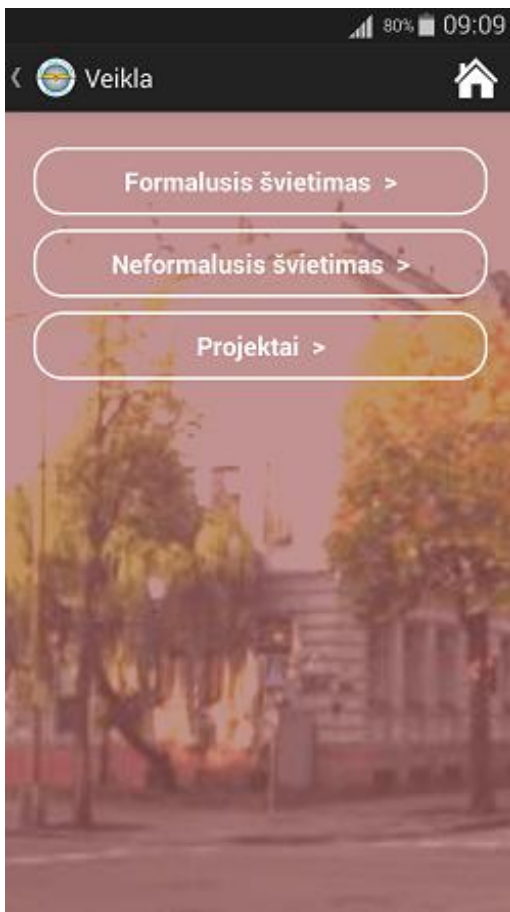 80% 09:09
Veikla
Formalusis švietimas >
Neformalusis švietimas >
Projektai >